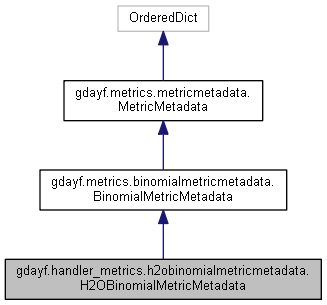 OrderedDict
gdayf.metrics.metricmetadata.
MetricMetadata
gdayf.metrics.binomialmetricmetadata.
BinomialMetricMetadata
gdayf.handler_metrics.h2obinomialmetricmetadata.
H2OBinomialMetricMetadata